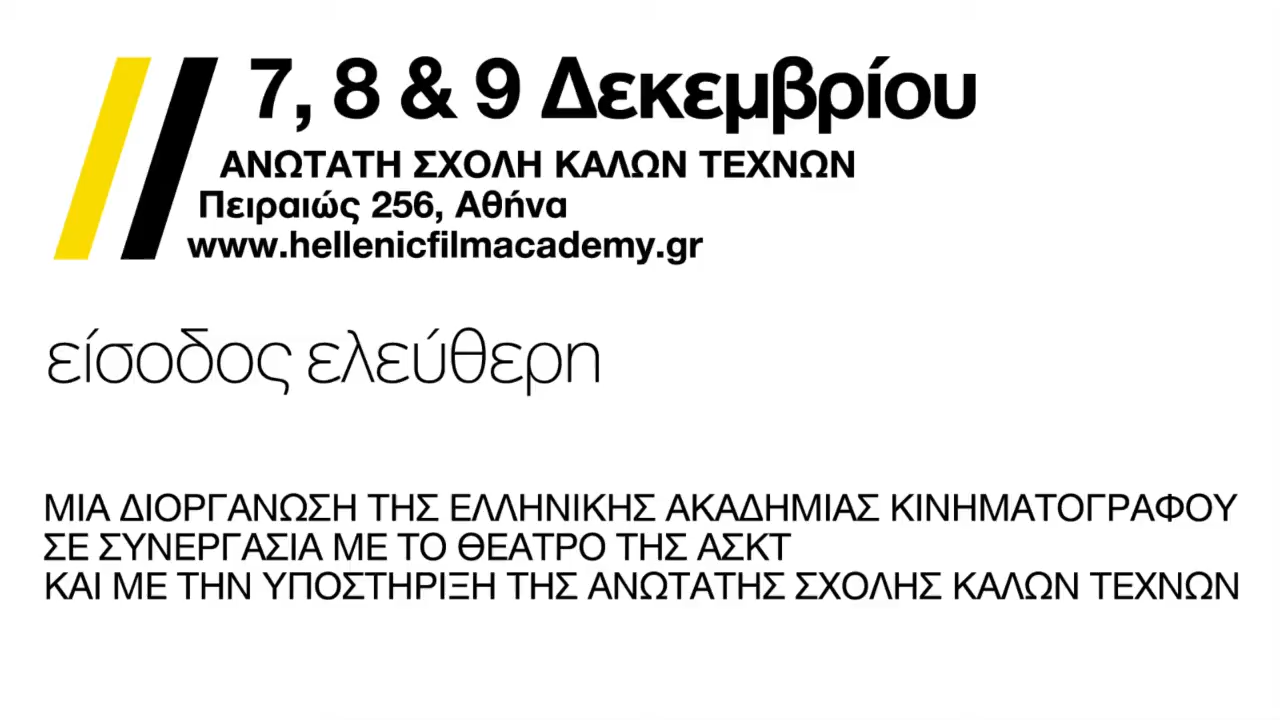 7, 8 & 9 Δεκεμβρίου
ΑΝΩΤΑΤΗ ΣΧΟΛΗ ΚΑΛΩΝ ΤΕΧΝΩΝ
Πειραιώς 256, Αθήνα
www.hellenicfilmacademy.gr
είσοδος ελεύθερη
ΜΙΑ ΔΙΟΡΓΑΝΩΣΗ ΤΗΣ ΕΛΛΗΝΙΚΗΣ ΑΚΑΔΗΜΙΑΣ ΚΙΝΗΜΑΤΟΓΡΑΦΟΥ
ΣΕ ΣΥΝΕΡΓΑΣΙΑ ΜΕ ΤΟ ΘΕΑΤΡΟ ΤΗΣ ΑΣΚΤ
ΚΑΙ ΜΕ ΤΗΝ ΥΠΟΣΤΗΡΙΞΗ ΤΗΣ ΑΝΩΤΑΤΗΣ ΣΧΟΛΗΣ ΚΑΛΩΝ ΤΕΧΝΩΝ